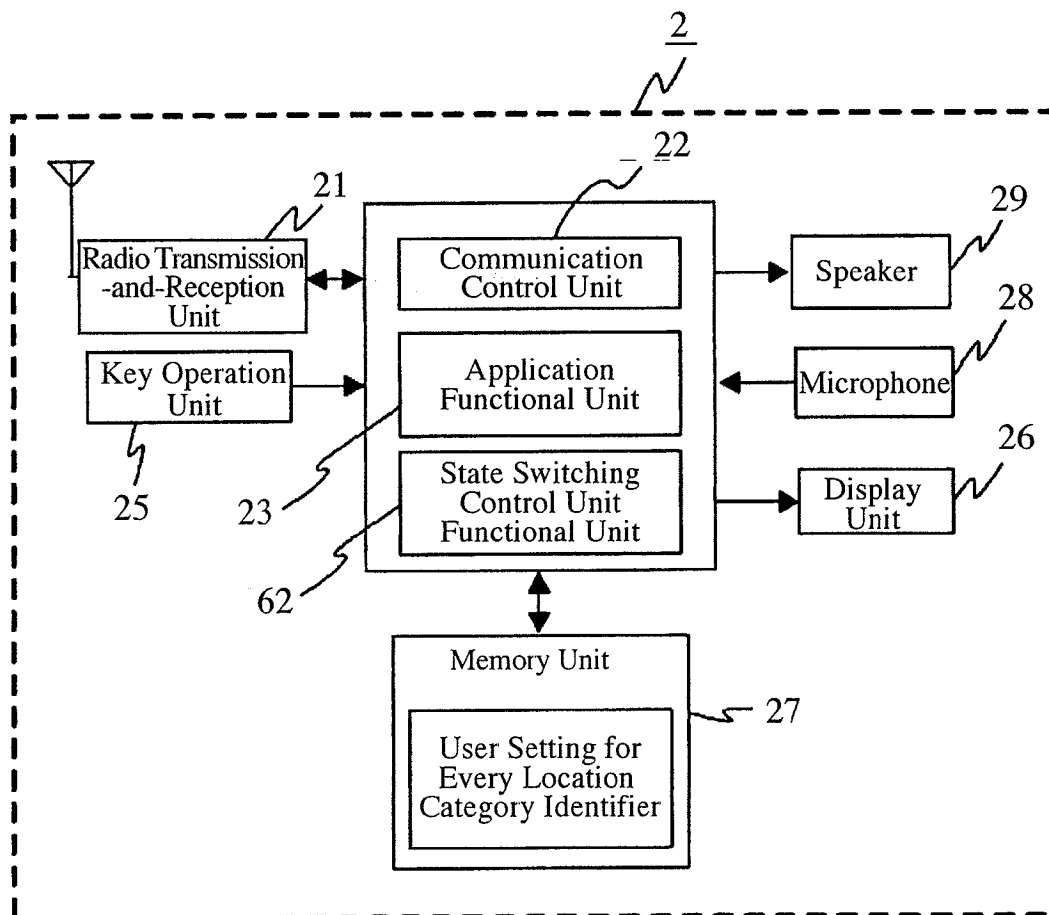 2
22
21
29
Radio Transmission
-and-Reception
Unit
Communication
Control Unit
Speaker
28
Key Operation
Unit
Application
Functional Unit
Microphone
25
23
State Switching
Control Unit
Functional Unit
26
Display
Unit
62
Memory Unit
27
User Setting for
Every Location
Category Identifier